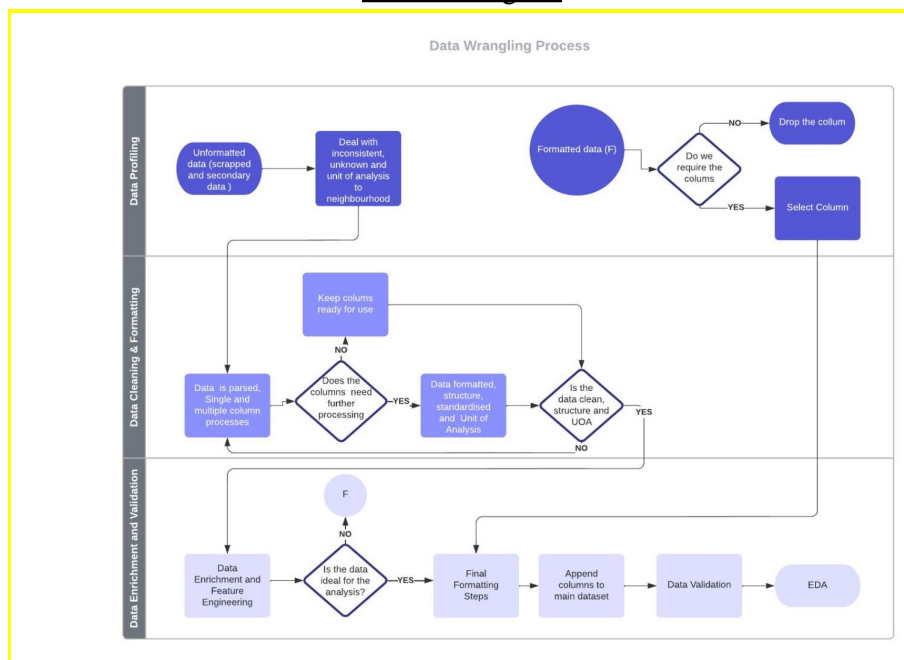 Data Wrangling Process
Data Profiling
Unformatted
data (scrapped
and secondary
data )
Deal with
inconsistent,
unknown and
unit of analysis
to
neighbourhood
Formatted data (F)
Do we
require the
colums
NO
Drop the collum
YES
Select Column
Data Cleaning & Formatting
Keep colums
ready for use
NO
Data is parsed,
Single and
multiple column
processes
Does the
columns need
further
processing
YES
Data formatted,
structure,
standardised
and Unit of
Analysis
Is the
data clean,
structure and
UOA
YES
NO
Data Enrichment and Validation
F
NO
Data
Enrichment and
Feature
Engineering
Is the data
ideal for the
analysis?
YES
Final
Formatting
Steps
Append
columns to
main dataset
Data Validation
EDA